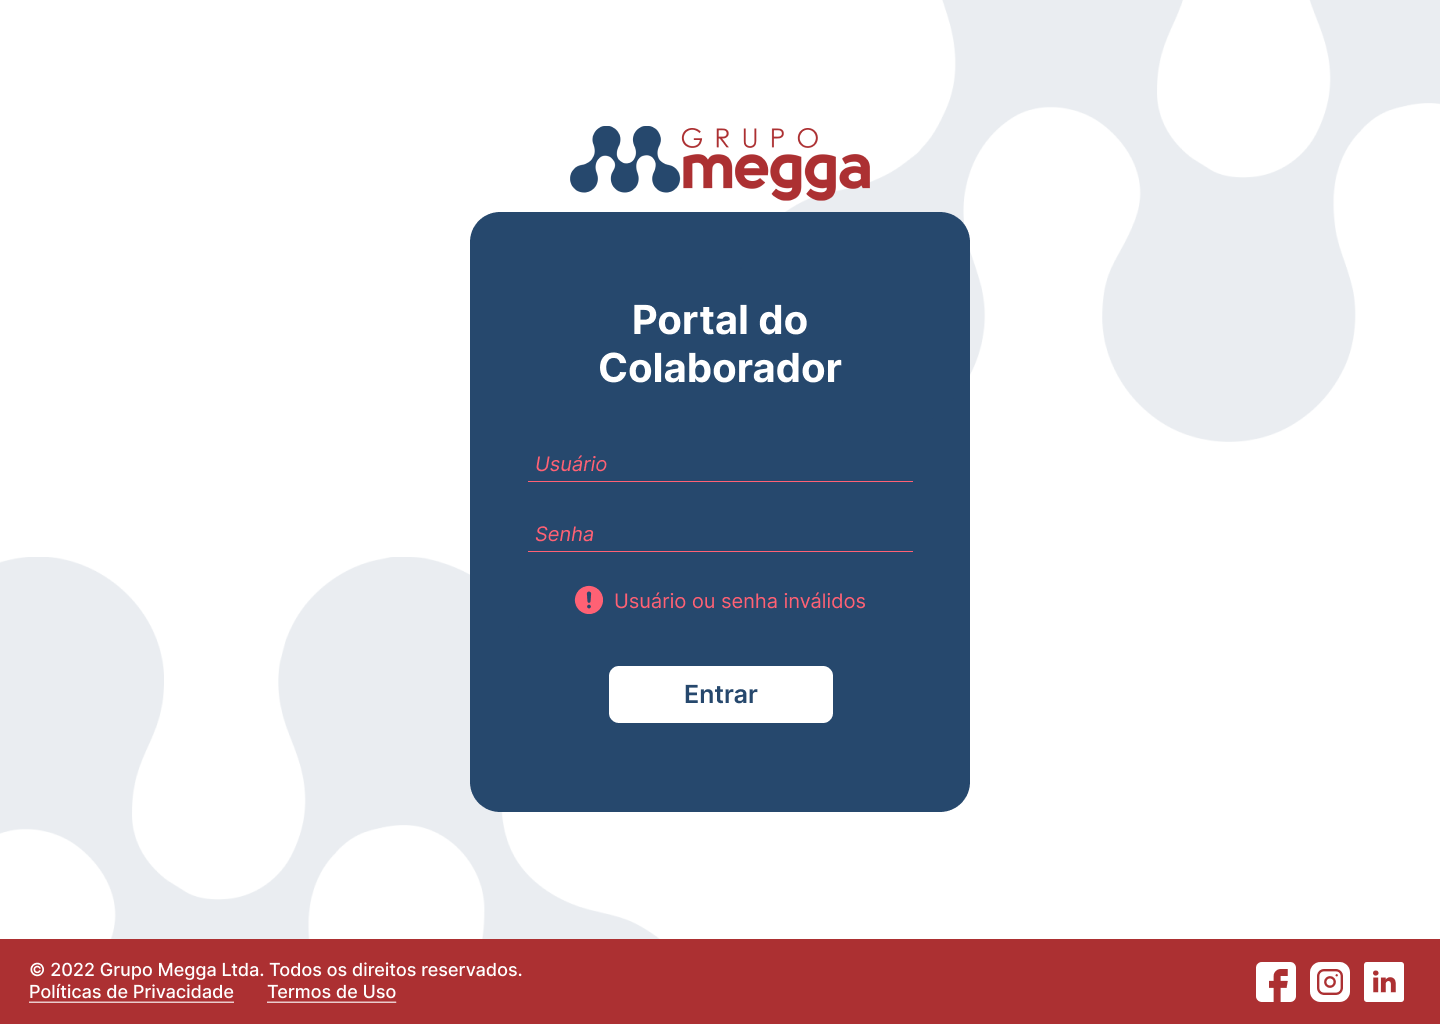 GRUPO
megga
Portal do
Colaborador
Usuário
Senha
Usuário ou senha inválidos
Entrar
© 2022 Grupo Megga Ltda. Todos os direitos reservados.
Políticas de Privacidade Termos de Uso